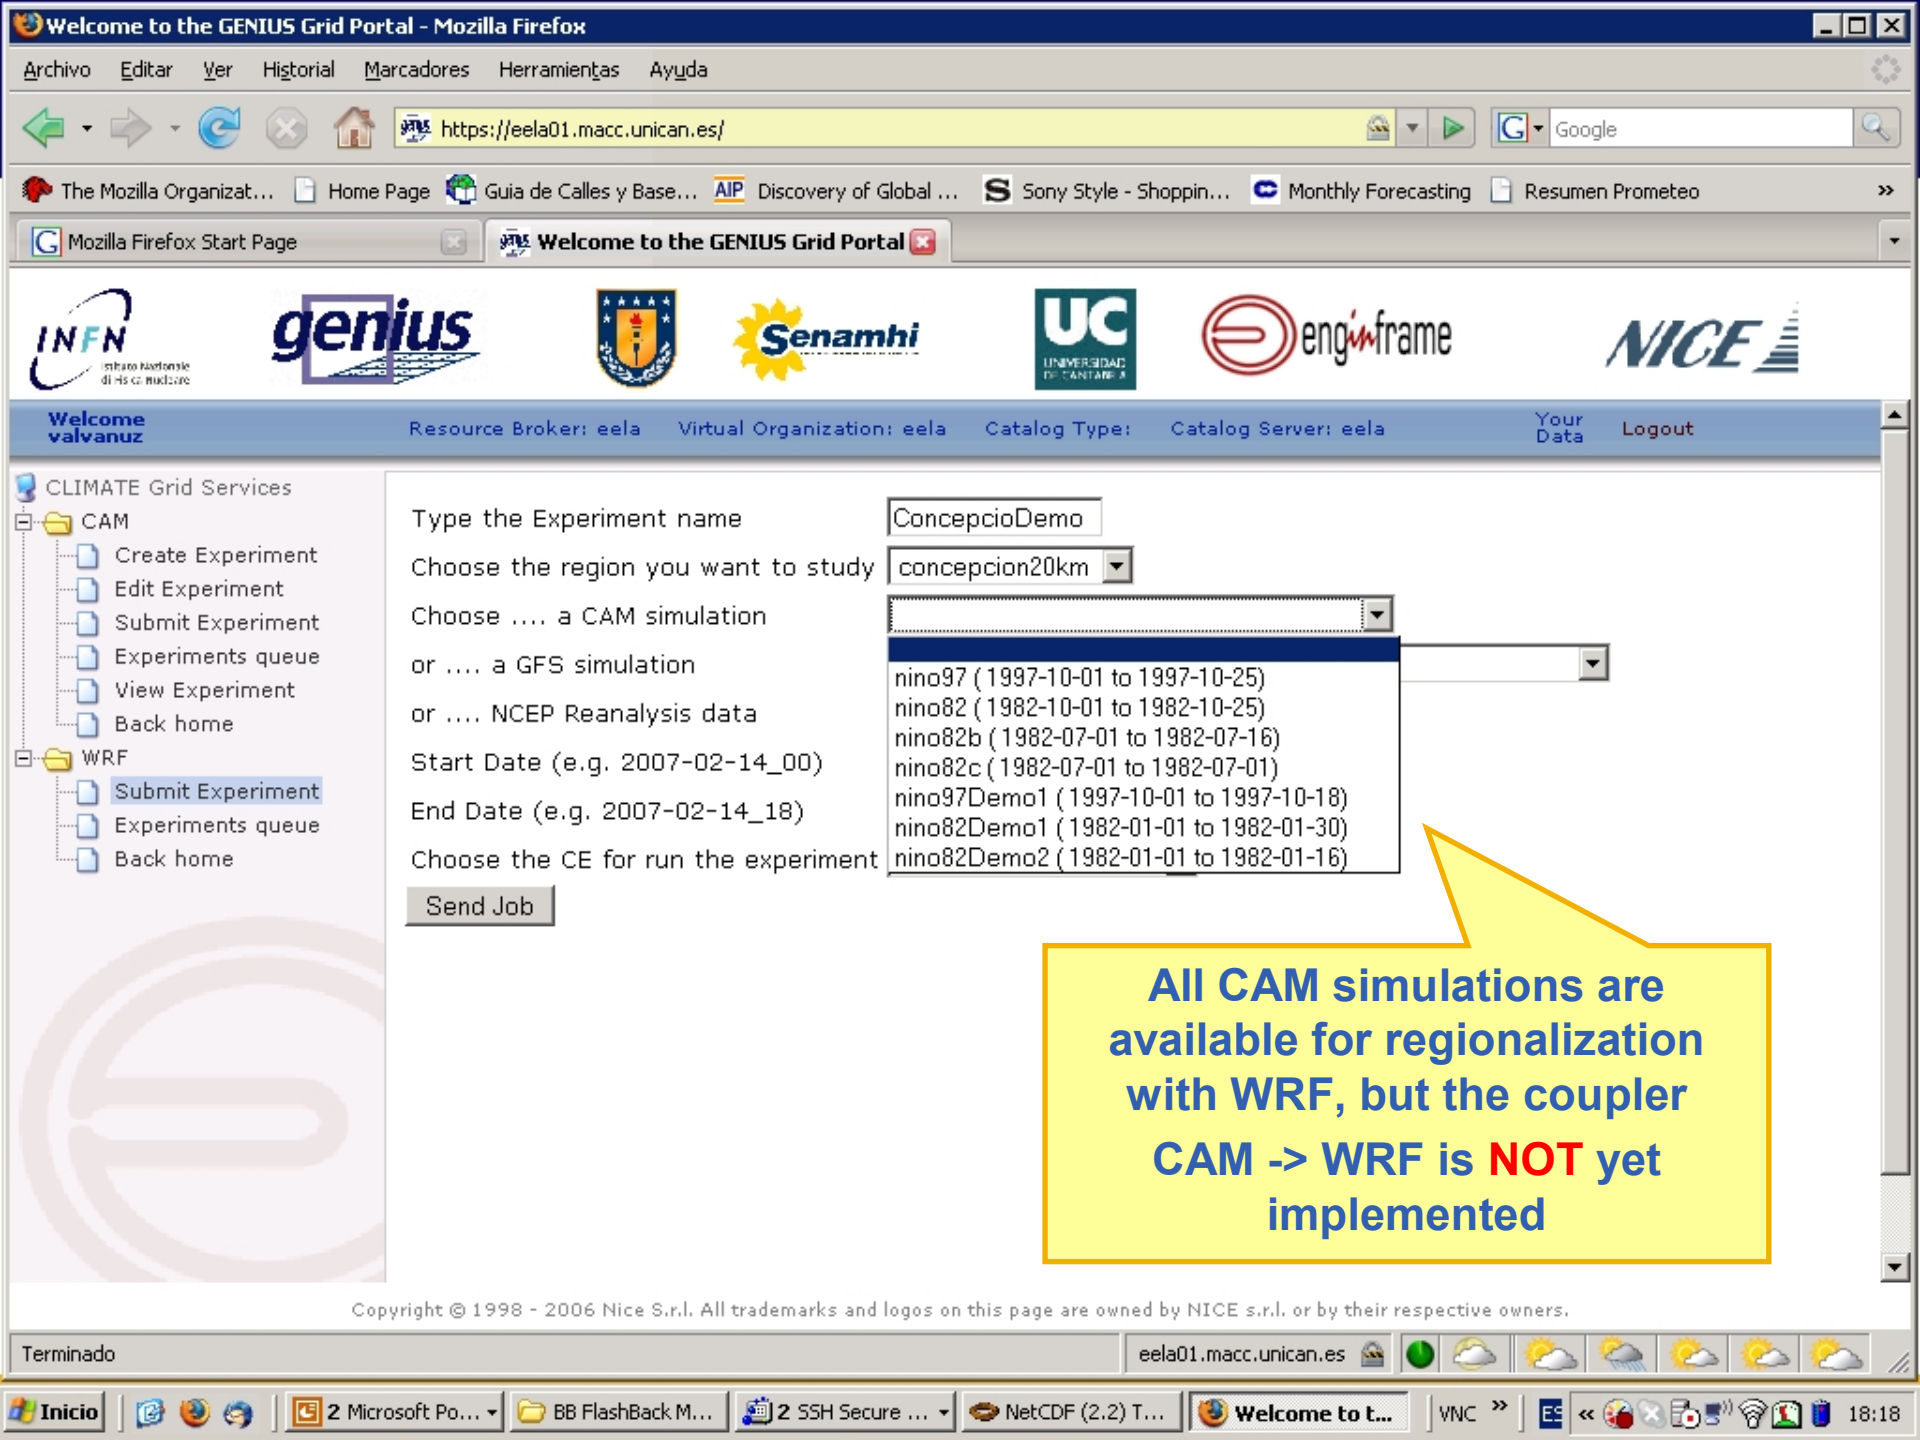 Welcome to the GENIUS Grid Portal - Mozilla Firefox
Archivo Editar Ver Historial Marcadores Herramientas Ayuda
https://eela01.macc.unican.es/
G Google
The Mozilla Organizat... Home Page Guia de Calles y Base... AIP Discovery of Global ... S Sony Style - Shoppin... Monthly Forecasting Resumen Prometeo »
Mozilla Firefox Start Page Welcome to the GENIUS Grid Portal
INFN
Istituto Nazionale
di Fisica Nucleare
genius
Senamhi
UC
UNIVERSIDAD
DE CANTABRIA
enginframe
NICE
Welcome
valvanuz
Resource Broker: eela Virtual Organization: eela Catalog Type: Catalog Server: eela
Your
Data
Logout
CLIMATE Grid Services
CAM
Create Experiment
Edit Experiment
Submit Experiment
Experiments queue
View Experiment
Back home
WRF
Submit Experiment
Experiments queue
Back home
Type the Experiment name ConcepcioDemo
Choose the region you want to study concepcion20km
Choose .... a CAM simulation
or .... a GFS simulation
or .... NCEP Reanalysis data
Start Date (e.g. 2007-02-14_00)
End Date (e.g. 2007-02-14_18)
Choose the CE for run the experiment
nino97 ( 1997-10-01 to 1997-10-25)
nino82 ( 1982-10-01 to 1982-10-25)
nino82b ( 1982-07-01 to 1982-07-16)
nino82c ( 1982-07-01 to 1982-07-01)
nino97Demo1 ( 1997-10-01 to 1997-10-18)
nino82Demo1 ( 1982-01-01 to 1982-01-30)
nino82Demo2 ( 1982-01-01 to 1982-01-16)
Send Job
All CAM simulations are
available for regionalization
with WRF, but the coupler
CAM -> WRF is NOT yet
implemented
Copyright © 1998 - 2006 Nice S.r.l. All trademarks and logos on this page are owned by NICE s.r.l. or by their respective owners.
Terminado eela01.macc.unican.es
Inicio 2 Microsoft Po... BB FlashBack M... 2 SSH Secure ... NetCDF (2.2) T... Welcome to t... VNC » ES « 18:18